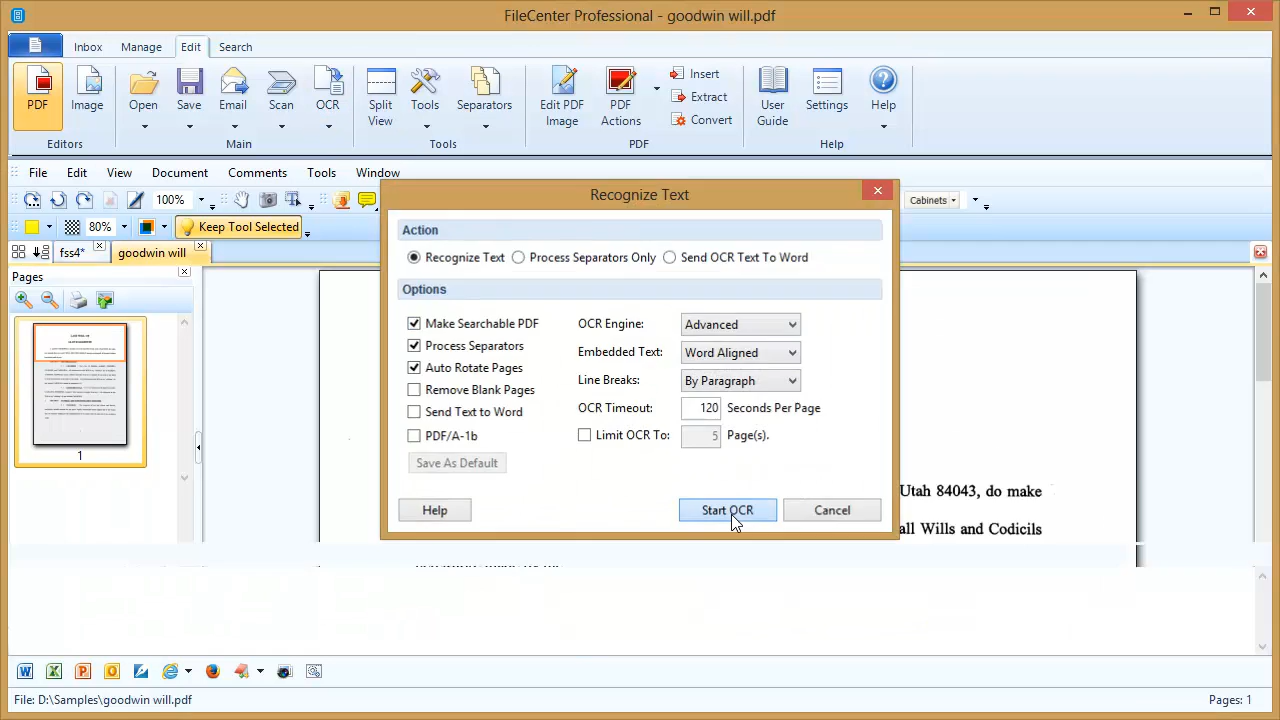 FileCenter Professional - goodwin will.pdf
Inbox Manage Edit Search
PDF Image Open Save Email Scan OCR Split View Tools Separators Edit PDF Image PDF Actions Insert Extract Convert User Guide Settings Help
Editors Main Tools PDF Help
File Edit View Document Comments Tools Window
100% Cabinets
80% Keep Tool Selected
fss4* goodwin will
Pages
1
Recognize Text
Action
Recognize Text Process Separators Only Send OCR Text To Word
Options
Make Searchable PDF OCR Engine: Advanced
Process Separators Embedded Text: Word Aligned
Auto Rotate Pages Line Breaks: By Paragraph
Remove Blank Pages OCR Timeout: 120 Seconds Per Page
Send Text to Word
PDF/A-1b Limit OCR To: 5 Page(s).
Save As Default
Help Start OCR Cancel
Utah 84043, do make
all Wills and Codicils
File: D:\Samples\goodwin will.pdf Pages: 1